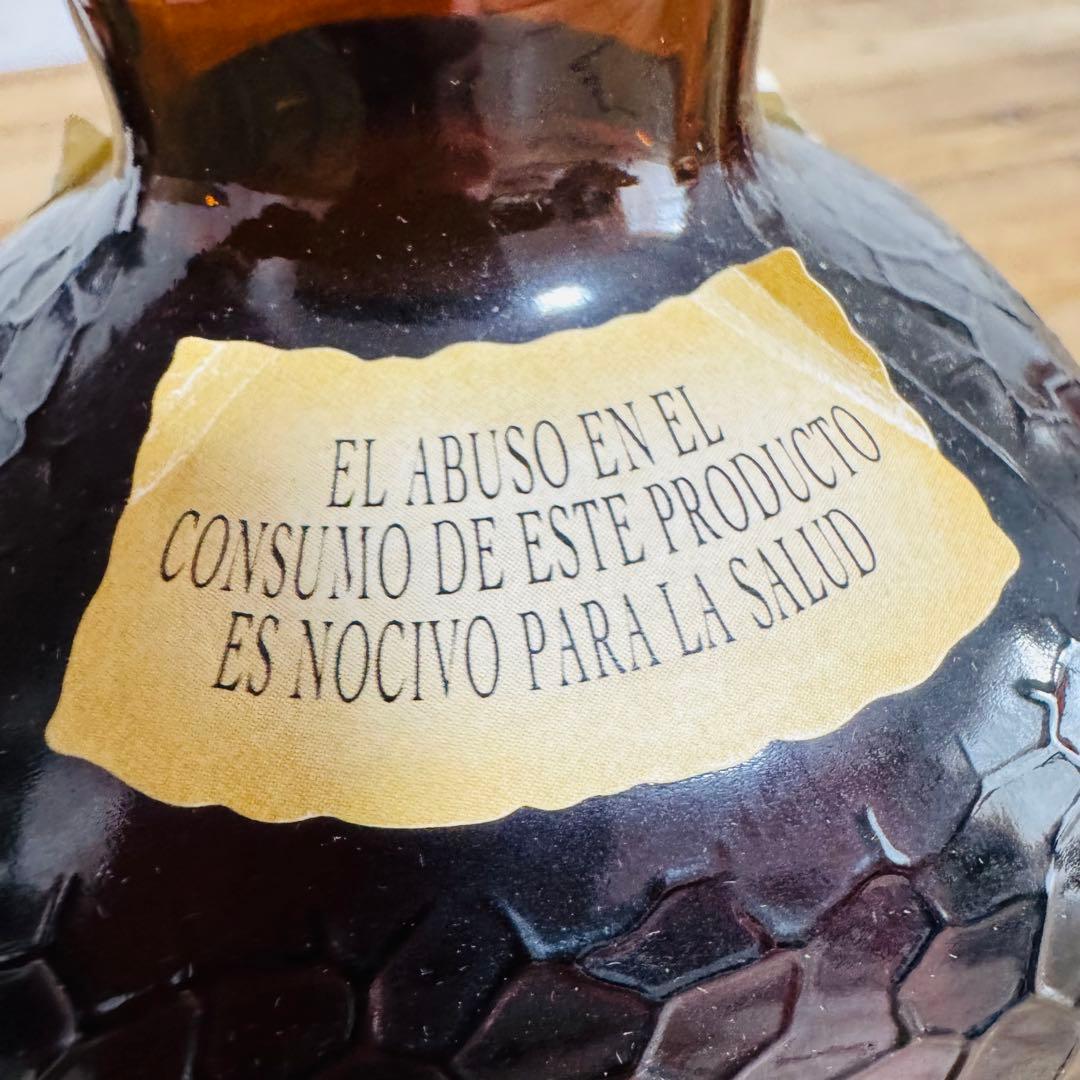 EL ABUSO EN EL
CONSUMO DE ESTE PRODUCTO
ES NOCIVO PARA LA SALUD